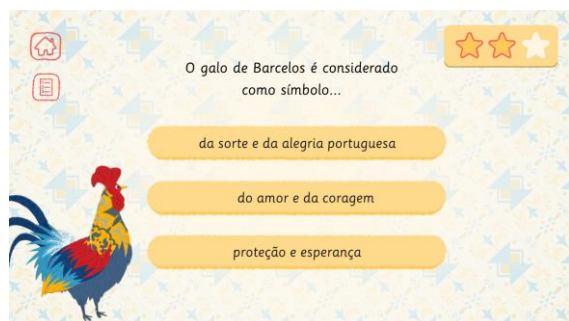 O galo de Barcelos é considerado
como símbolo...
da sorte e da alegria portuguesa
do amor e da coragem
proteção e esperança